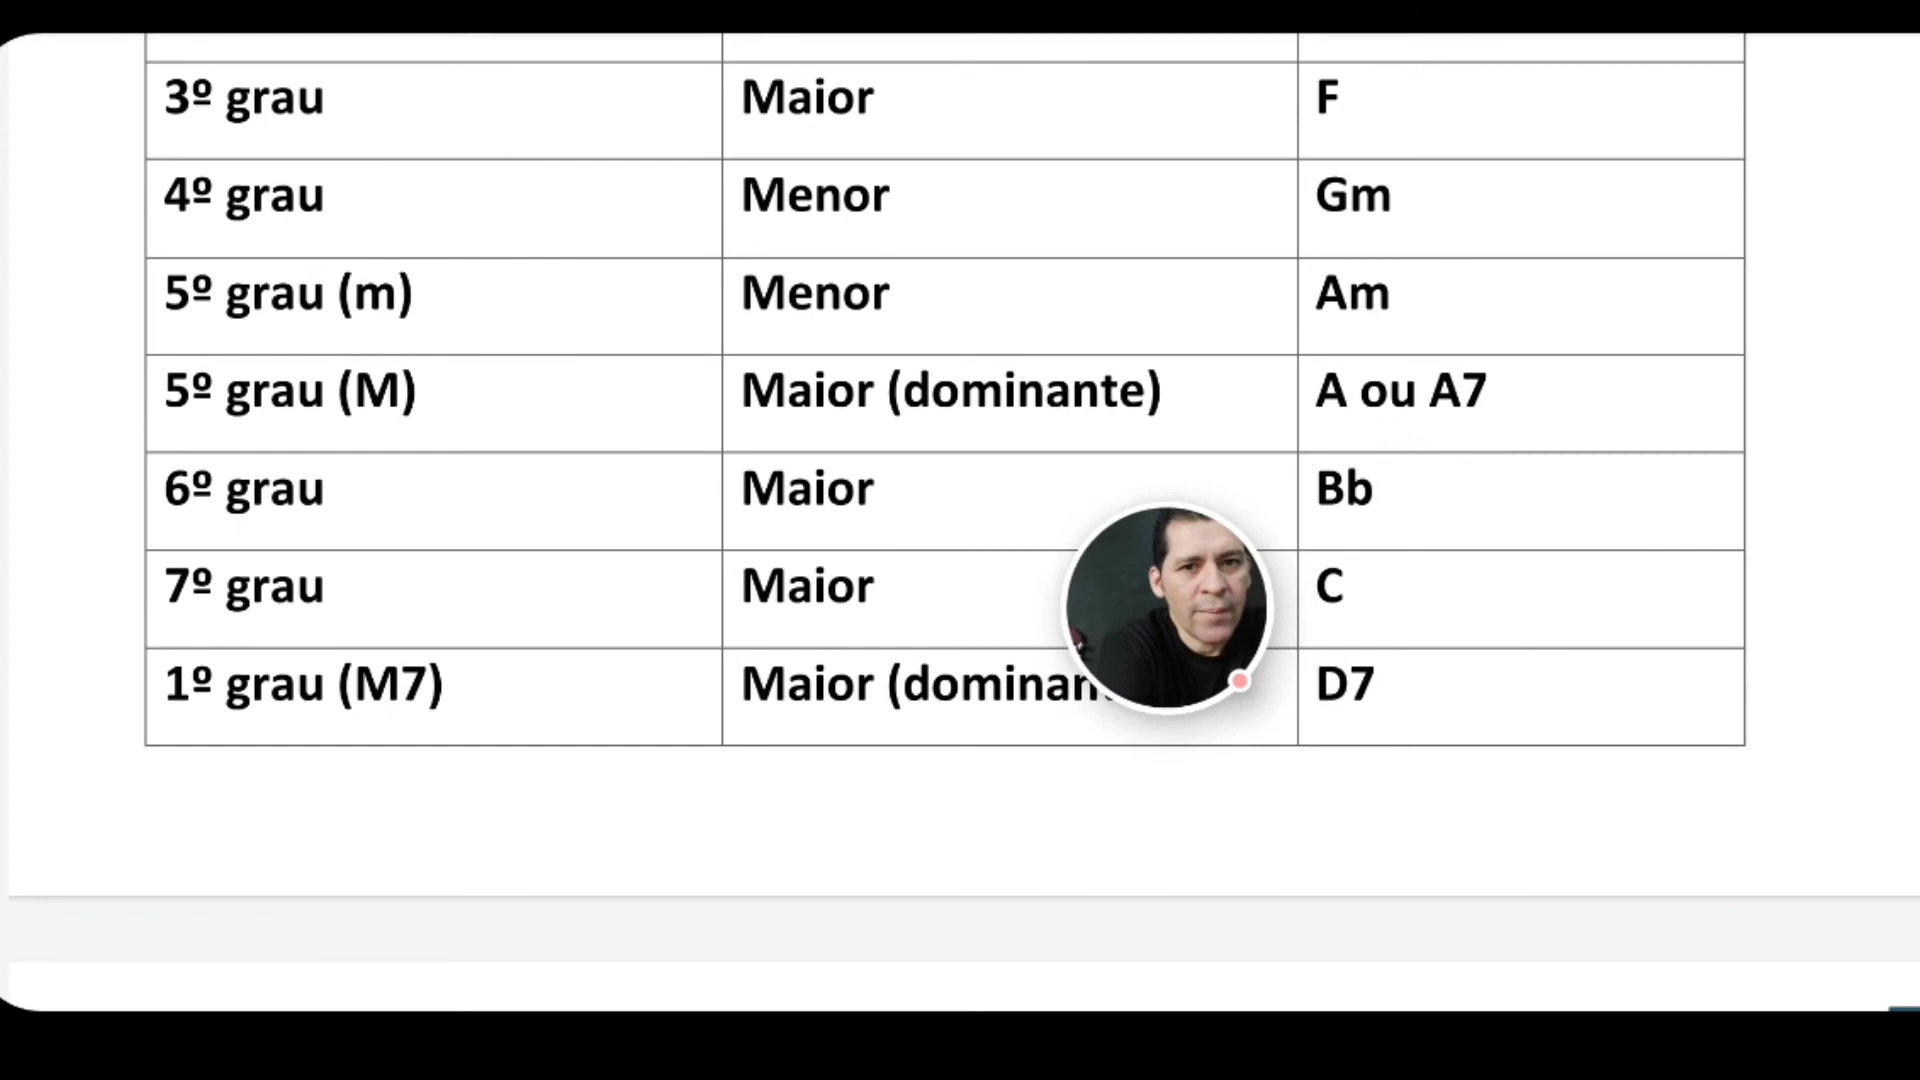 3º grau Maior F
4º grau Menor Gm
5º grau (m) Menor Am
5º grau (M) Maior (dominante) A ou A7
6º grau Maior Bb
7º grau Maior C
1º grau (M7) Maior D7